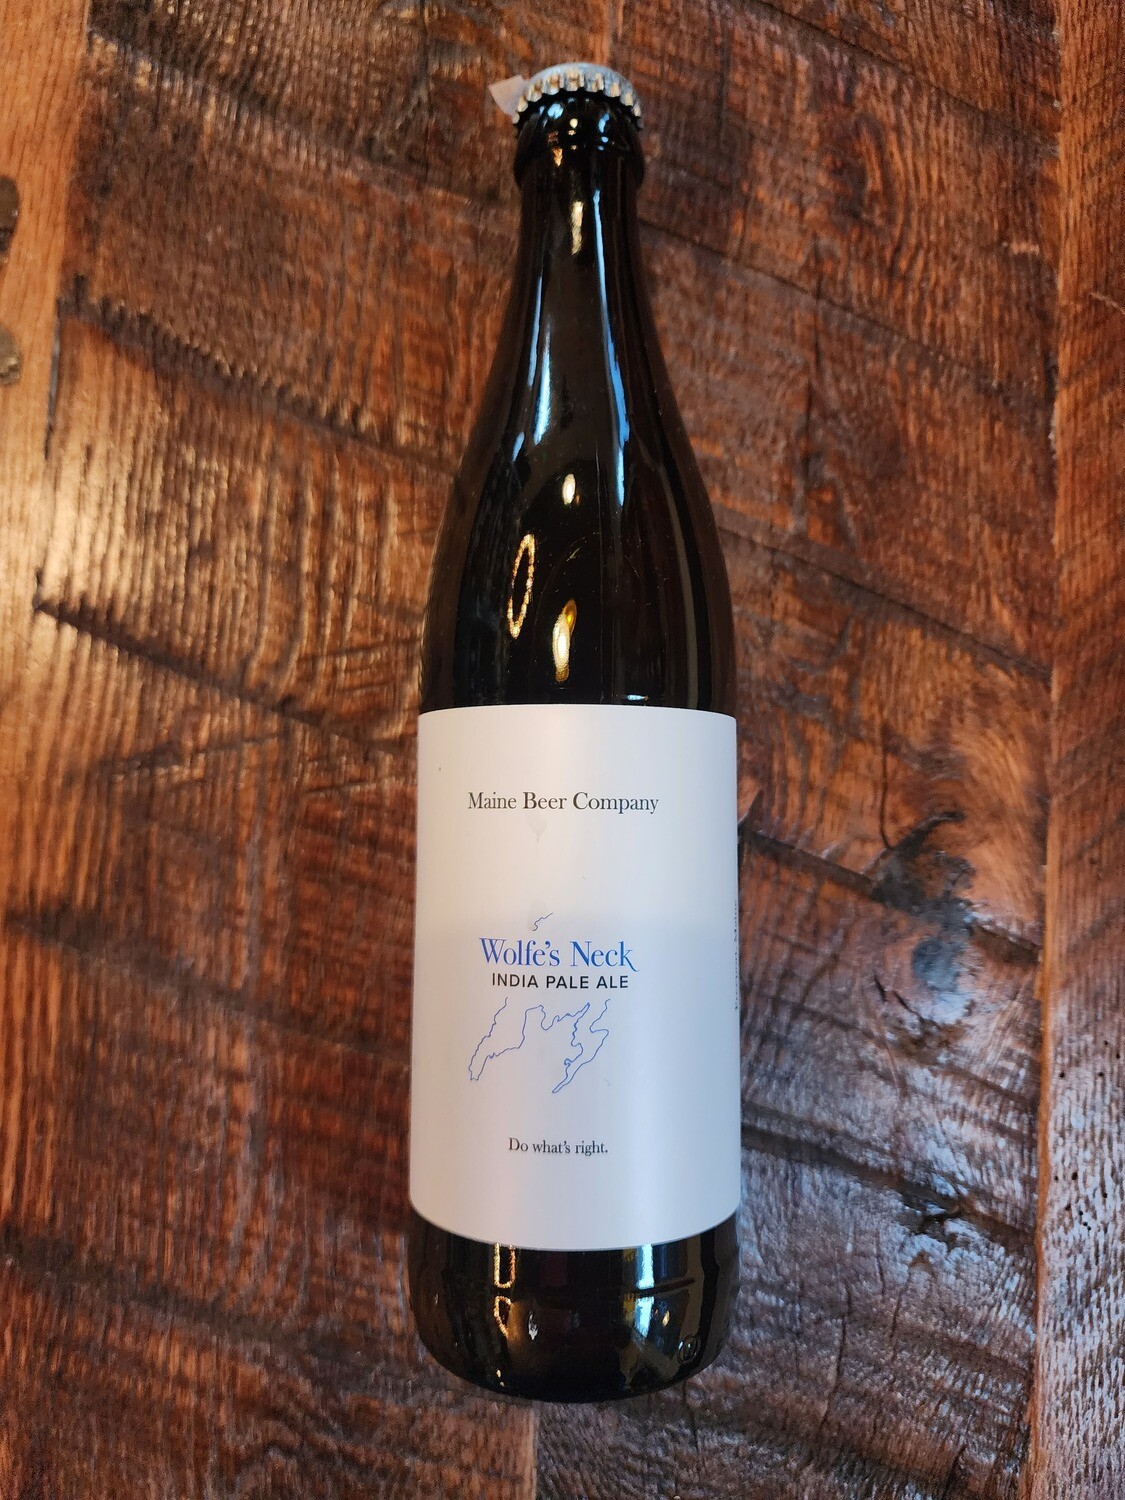 Maine Beer Company
Wolfe's Neck
INDIA PALE ALE
Do what's right.